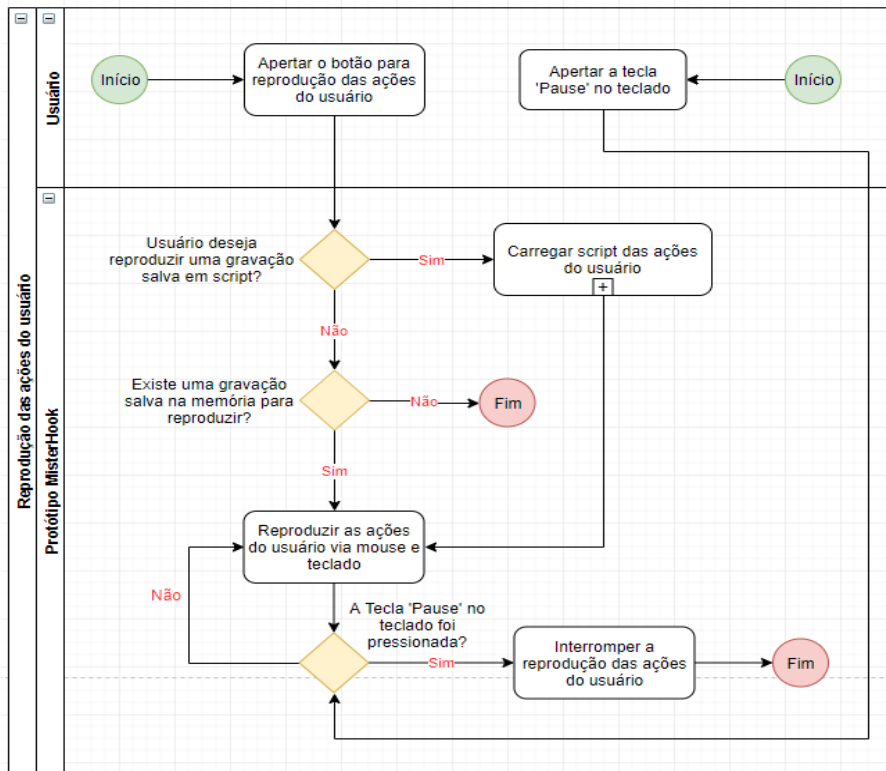 Reprodução das ações do usuário
Usuário
Início
Apertar o botão para
reprodução das ações
do usuário
Apertar a tecla
'Pause' no teclado
Início
Protótipo MisterHook
Usuário deseja
reproduzir uma gravação
salva em script?
Sim
Carregar script das ações
do usuário
+
Não
Existe uma gravação
salva na memória para
reproduzir?
Não
Fim
Sim
Reproduzir as ações
do usuário via mouse e
teclado
Não
A Tecla 'Pause' no
teclado foi
pressionada?
Sim
Interromper a
reprodução das ações
do usuário
Fim